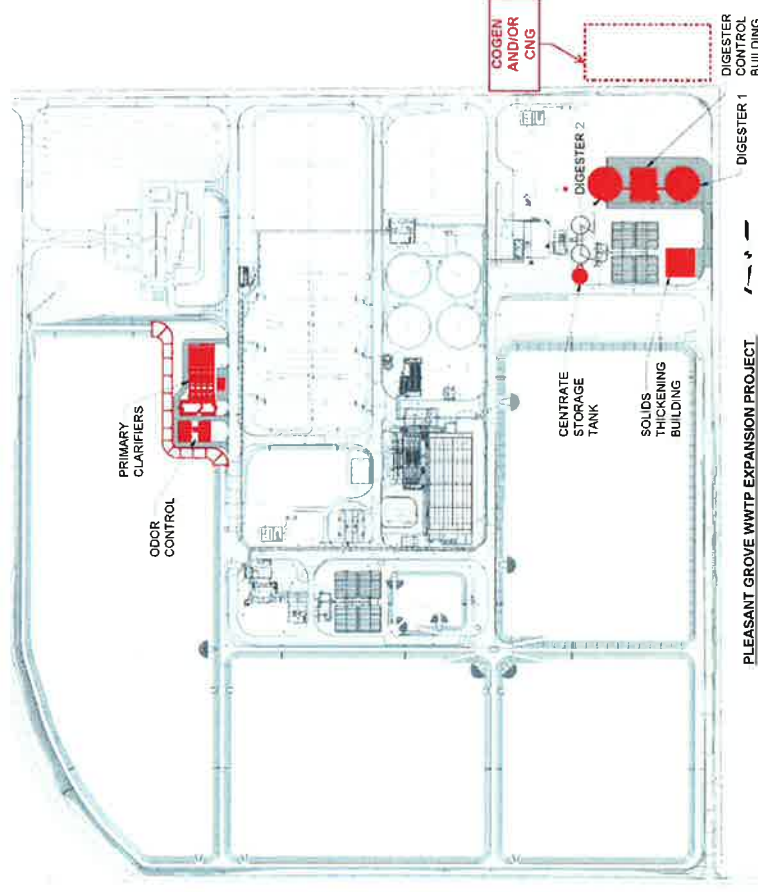 COGEN
AND/OR
CNG
PRIMARY
CLARIFIERS
ODOR
CONTROL
DIGESTER 2
DIGESTER
CONTROL
BUILDING
DIGESTER 1
CENTRATE
STORAGE
TANK
SOLIDS
THICKENING
BUILDING
PLEASANT GROVE WWTP EXPANSION PROJECT